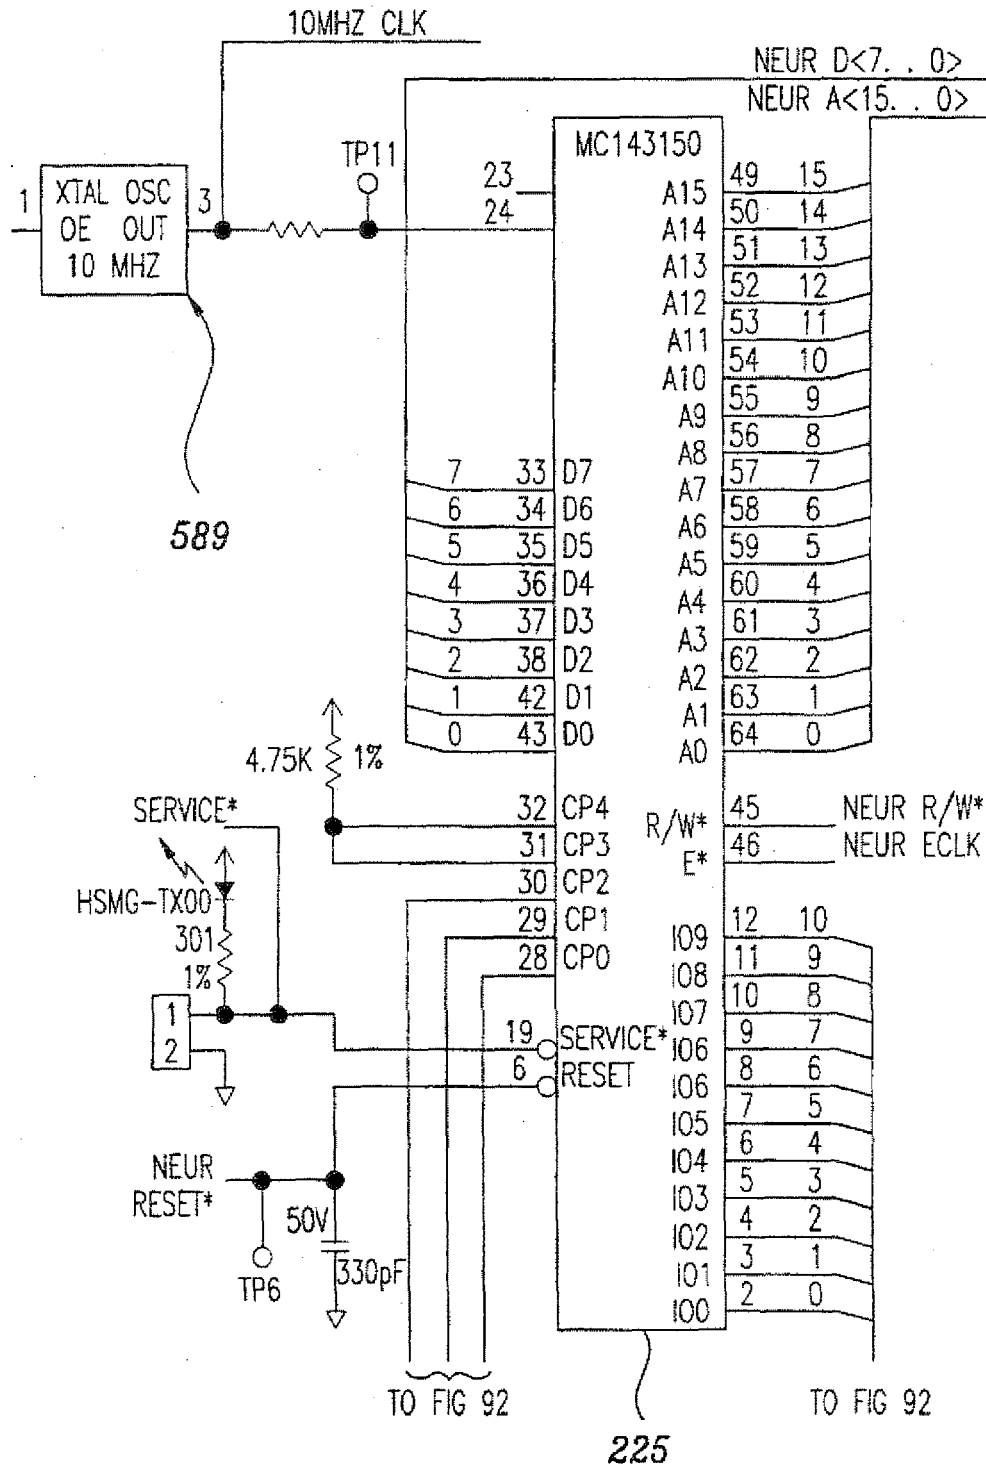 10MHZ CLK
NEUR D<7. . 0>
NEUR A<15. . 0>
MC143150
TP11
1
XTAL OSC
OE OUT
10 MHZ
3
23
24
A15 49 15
A14 50 14
A13 51 13
A12 52 12
A11 53 11
A10 54 10
A9 55 9
A8 56 8
A7 57 7
A6 58 6
A5 59 5
A4 60 4
A3 61 3
A2 62 2
A1 63 1
A0 64 0
589
7 33 D7
6 34 D6
5 35 D5
4 36 D4
3 37 D3
2 38 D2
1 42 D1
0 43 D0
4.75K 1%
32 CP4
31 CP3
30 CP2
29 CP1
28 CP0
R/W* 45 NEUR R/W*
E* 46 NEUR ECLK
SERVICE*
HSMG-TX00
301
1%
1
2
19 SERVICE*
6 RESET
IO9 12 10
IO8 11 9
IO7 10 8
IO6 9 7
IO6 8 6
IO5 7 5
IO4 6 4
IO3 5 3
IO2 4 2
IO1 3 1
IO0 2 0
NEUR
RESET*
50V
330pF
TP6
TO FIG 92
TO FIG 92
225